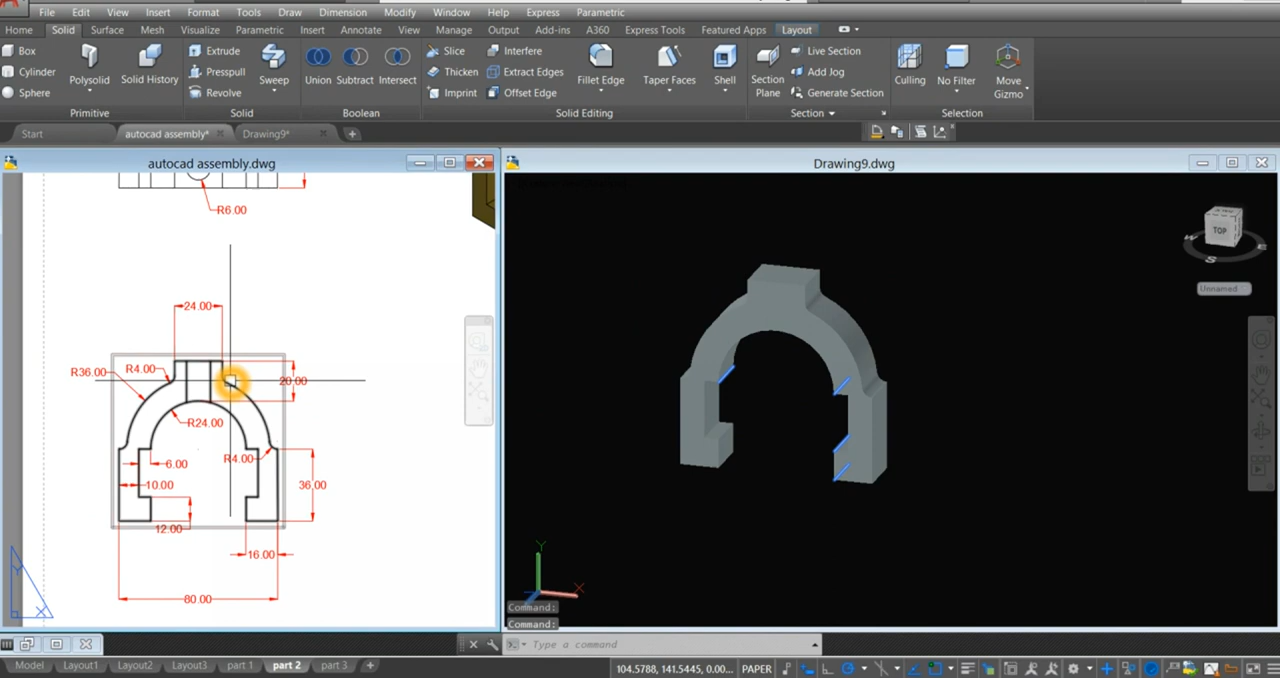 File Edit View Insert Format Tools Draw Dimension Modify Window Help Express Parametric
Home Solid Surface Mesh Visualize Parametric Insert Annotate View Manage Output Add-ins A360 Express Tools Featured Apps Layout
Box
Cylinder
Sphere
Polysolid
Solid History
Extrude
Presspull
Revolve
Sweep
Union
Subtract
Intersect
Slice
Thicken
Imprint
Interfere
Extract Edges
Offset Edge
Fillet Edge
Taper Faces
Shell
Section
Plane
Live Section
Add Jog
Generate Section
Culling
No Filter
Move
Gizmo
Primitive Solid Boolean Solid Editing Section Selection
Start autocad assembly* Drawing9*
autocad assembly.dwg
Drawing9.dwg
R6.00
24.00
R36.00
R4.00
20.00
R24.00
R4.00
6.00
10.00
36.00
12.00
16.00
80.00
Y
X
TOP
W
S
E
Unnamed
Y
X
Command:
Command:
Type a command
Model Layout1 Layout2 Layout3 part 1 part 2 part 3
104.5788, 141.5445, 0.00... PAPER